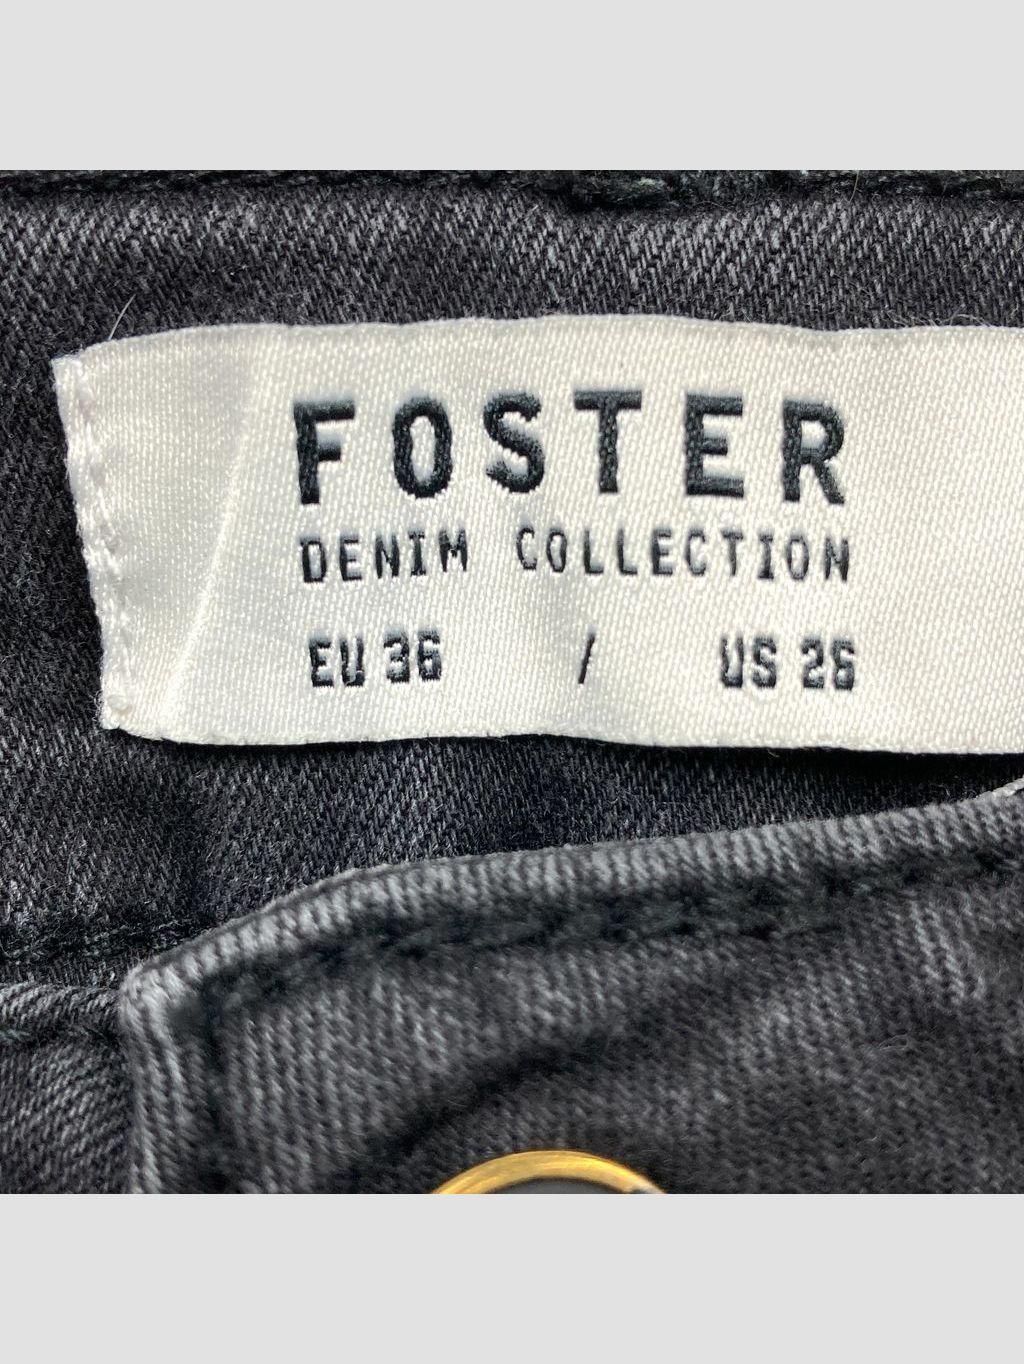 FOSTER
DENIM COLLECTION
EU 36 / US 26